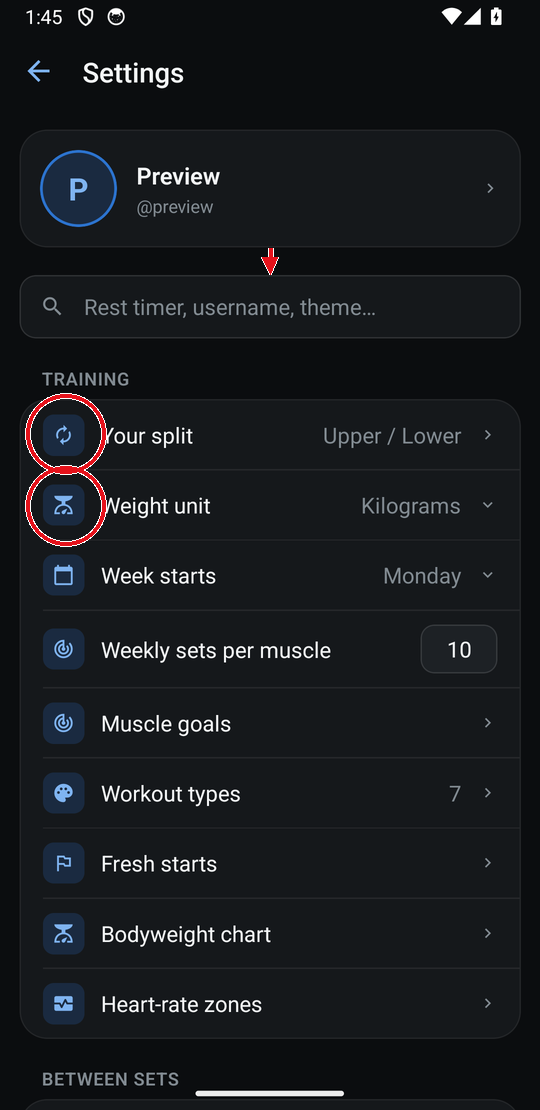 1:45
Settings
P
Preview
@preview
Rest timer, username, theme…
TRAINING
Your split Upper / Lower
Weight unit Kilograms
Week starts Monday
Weekly sets per muscle 10
Muscle goals
Workout types 7
Fresh starts
Bodyweight chart
Heart-rate zones
BETWEEN SETS